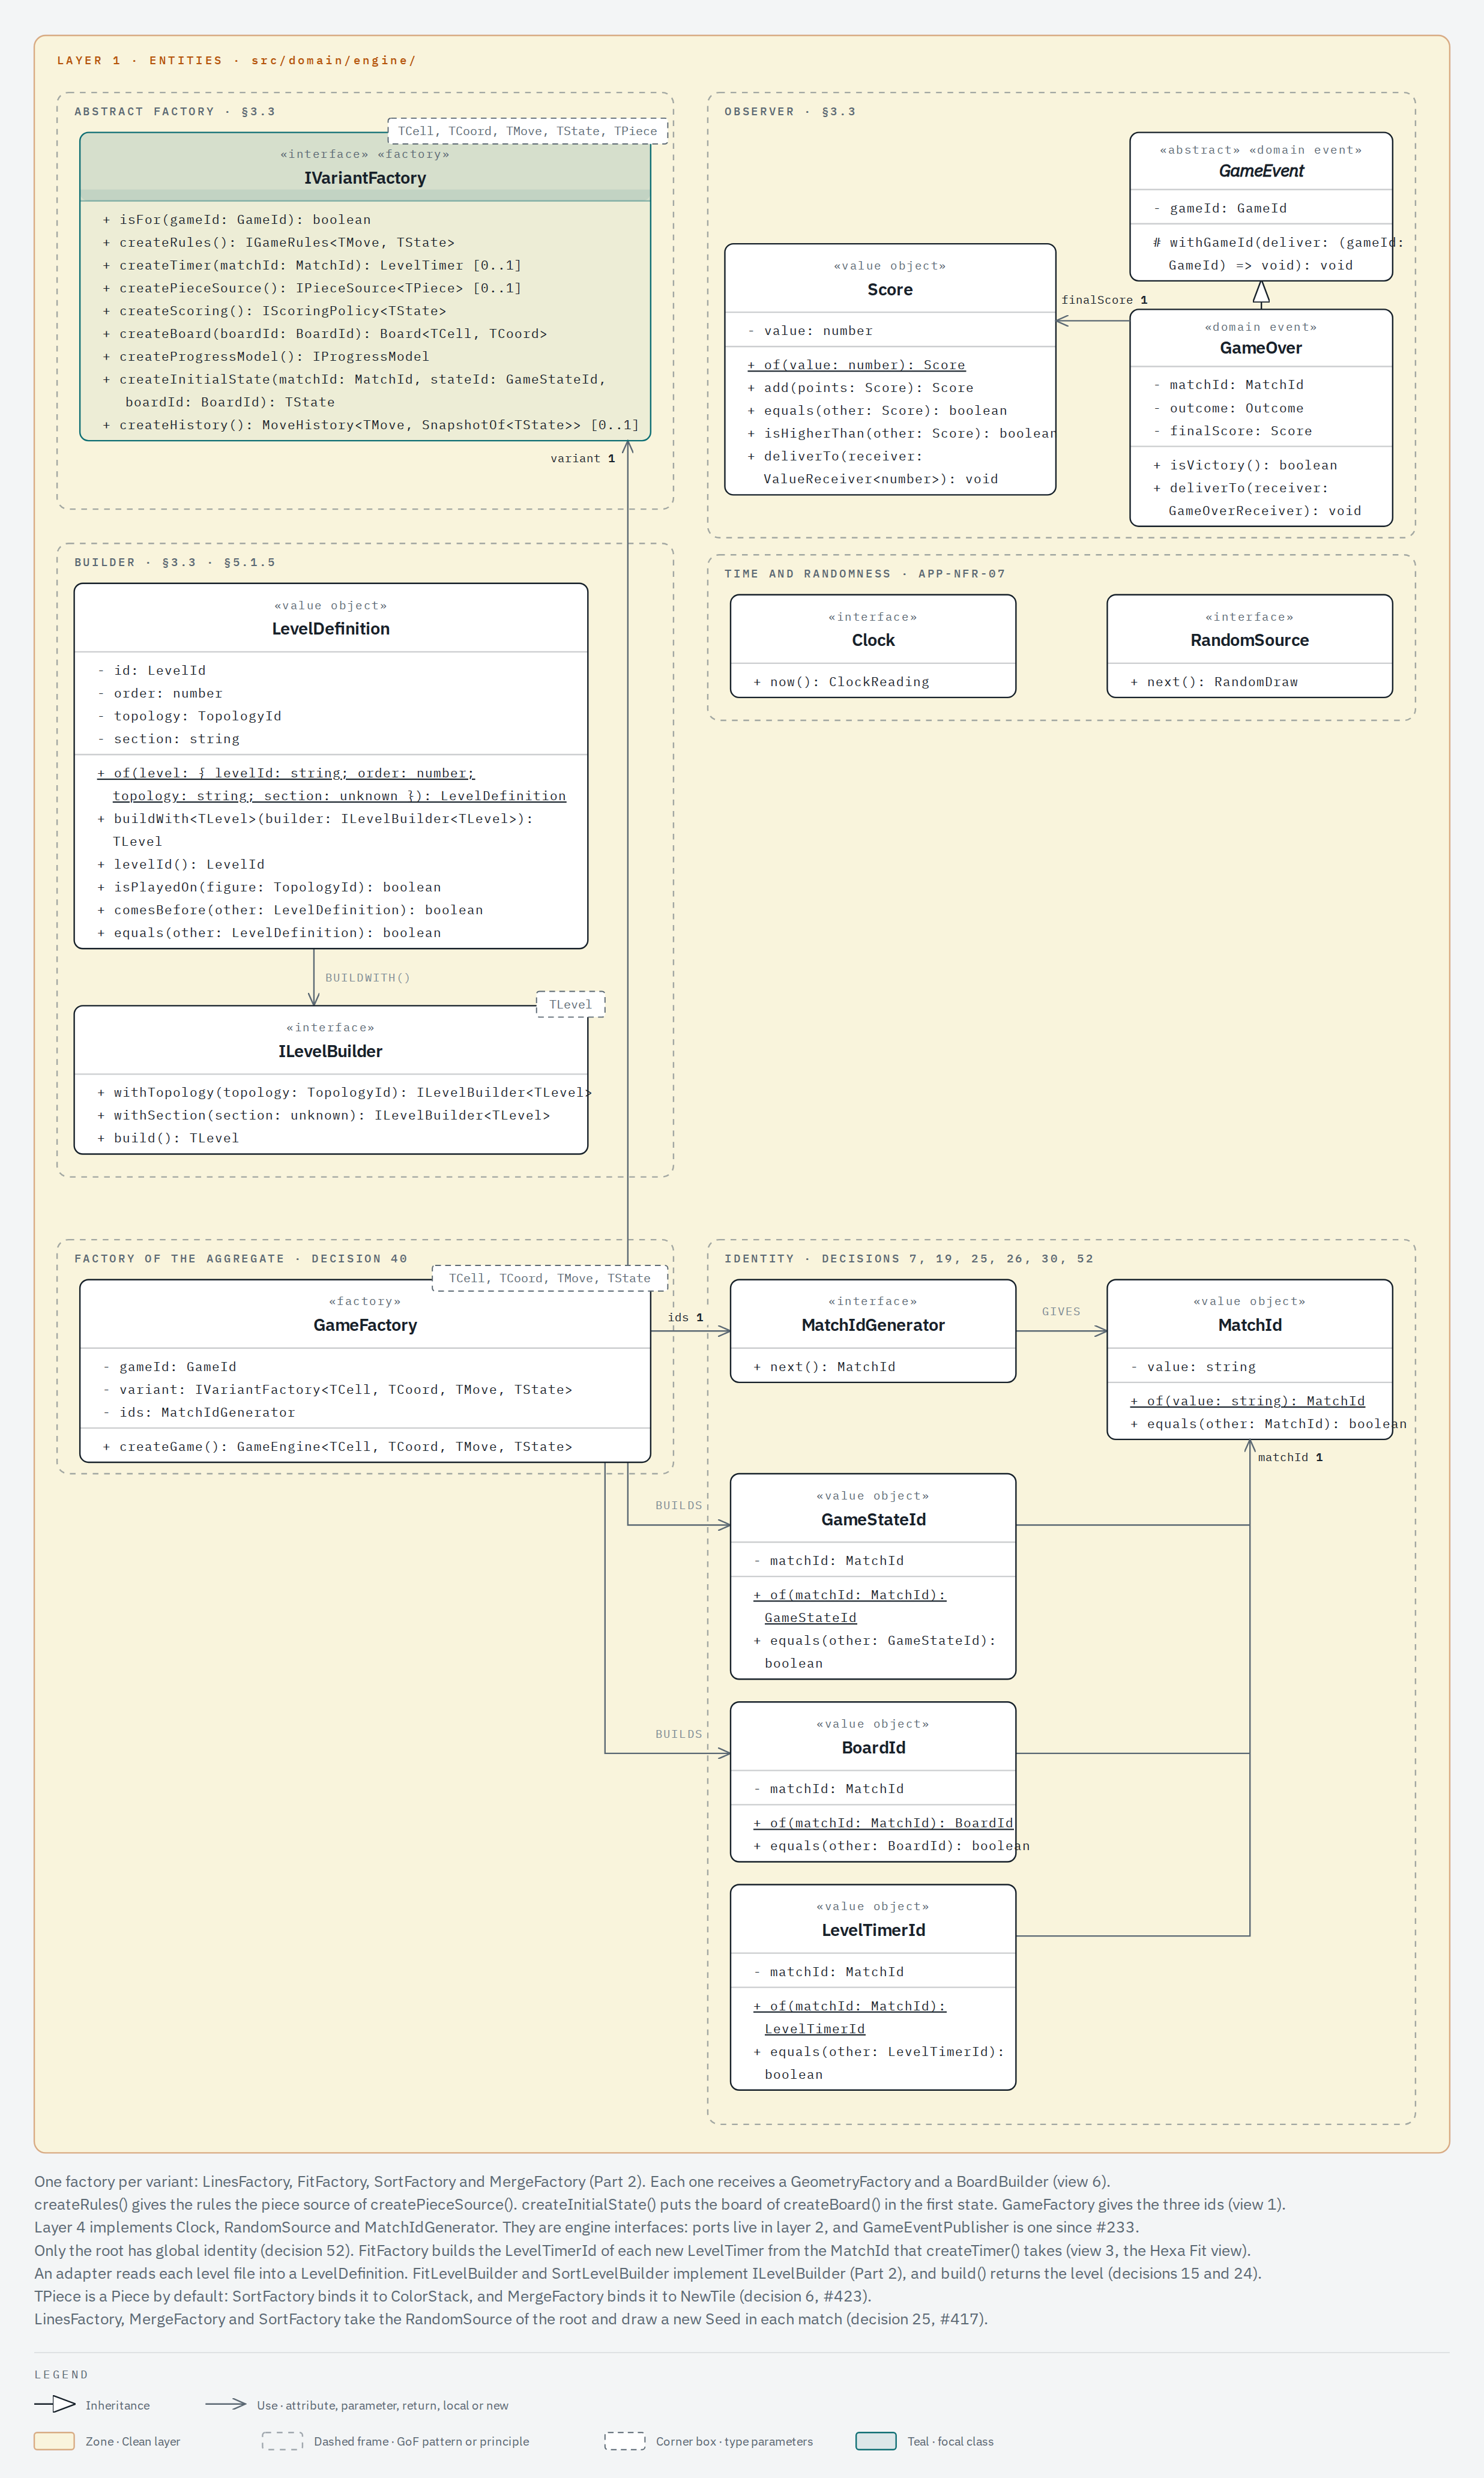 LAYER 1 · ENTITIES · src/domain/engine/
ABSTRACT FACTORY · §3.3
TCell, TCoord, TMove, TState, TPiece
«interface» «factory»
IVariantFactory
+ isFor(gameId: GameId): boolean
+ createRules(): IGameRules<TMove, TState>
+ createTimer(matchId: MatchId): LevelTimer [0..1]
+ createPieceSource(): IPieceSource<TPiece> [0..1]
+ createScoring(): IScoringPolicy<TState>
+ createBoard(boardId: BoardId): Board<TCell, TCoord>
+ createProgressModel(): IProgressModel
+ createInitialState(matchId: MatchId, stateId: GameStateId,
boardId: BoardId): TState
+ createHistory(): MoveHistory<TMove, SnapshotOf<TState>> [0..1]
variant 1
OBSERVER · §3.3
«abstract» «domain event»
GameEvent
- gameId: GameId
# withGameId(deliver: (gameId:
GameId) => void): void
«value object»
Score
- value: number
+ of(value: number): Score
+ add(points: Score): Score
+ equals(other: Score): boolean
+ isHigherThan(other: Score): boolean
+ deliverTo(receiver:
ValueReceiver<number>): void
finalScore 1
«domain event»
GameOver
- matchId: MatchId
- outcome: Outcome
- finalScore: Score
+ isVictory(): boolean
+ deliverTo(receiver:
GameOverReceiver): void
BUILDER · §3.3 · §5.1.5
«value object»
LevelDefinition
- id: LevelId
- order: number
- topology: TopologyId
- section: string
+ of(level: { levelId: string; order: number;
topology: string; section: unknown }): LevelDefinition
+ buildWith<TLevel>(builder: ILevelBuilder<TLevel>):
TLevel
+ levelId(): LevelId
+ isPlayedOn(figure: TopologyId): boolean
+ comesBefore(other: LevelDefinition): boolean
+ equals(other: LevelDefinition): boolean
BUILDWITH()
TLevel
«interface»
ILevelBuilder
+ withTopology(topology: TopologyId): ILevelBuilder<TLevel>
+ withSection(section: unknown): ILevelBuilder<TLevel>
+ build(): TLevel
TIME AND RANDOMNESS · APP-NFR-07
«interface»
Clock
+ now(): ClockReading
«interface»
RandomSource
+ next(): RandomDraw
FACTORY OF THE AGGREGATE · DECISION 40
TCell, TCoord, TMove, TState
«factory»
GameFactory
- gameId: GameId
- variant: IVariantFactory<TCell, TCoord, TMove, TState>
- ids: MatchIdGenerator
+ createGame(): GameEngine<TCell, TCoord, TMove, TState>
ids 1
IDENTITY · DECISIONS 7, 19, 25, 26, 30, 52
«interface»
MatchIdGenerator
+ next(): MatchId
GIVES
«value object»
MatchId
- value: string
+ of(value: string): MatchId
+ equals(other: MatchId): boolean
matchId 1
BUILDS
«value object»
GameStateId
- matchId: MatchId
+ of(matchId: MatchId):
GameStateId
+ equals(other: GameStateId):
boolean
BUILDS
«value object»
BoardId
- matchId: MatchId
+ of(matchId: MatchId): BoardId
+ equals(other: BoardId): boolean
«value object»
LevelTimerId
- matchId: MatchId
+ of(matchId: MatchId):
LevelTimerId
+ equals(other: LevelTimerId):
boolean
One factory per variant: LinesFactory, FitFactory, SortFactory and MergeFactory (Part 2). Each one receives a GeometryFactory and a BoardBuilder (view 6).
createRules() gives the rules the piece source of createPieceSource(). createInitialState() puts the board of createBoard() in the first state. GameFactory gives the three ids (view 1).
Layer 4 implements Clock, RandomSource and MatchIdGenerator. They are engine interfaces: ports live in layer 2, and GameEventPublisher is one since #233.
Only the root has global identity (decision 52). FitFactory builds the LevelTimerId of each new LevelTimer from the MatchId that createTimer() takes (view 3, the Hexa Fit view).
An adapter reads each level file into a LevelDefinition. FitLevelBuilder and SortLevelBuilder implement ILevelBuilder (Part 2), and build() returns the level (decisions 15 and 24).
TPiece is a Piece by default: SortFactory binds it to ColorStack, and MergeFactory binds it to NewTile (decision 6, #423).
LinesFactory, MergeFactory and SortFactory take the RandomSource of the root and draw a new Seed in each match (decision 25, #417).
LEGEND
Inheritance
Use · attribute, parameter, return, local or new
Zone · Clean layer
Dashed frame · GoF pattern or principle
Corner box · type parameters
Teal · focal class